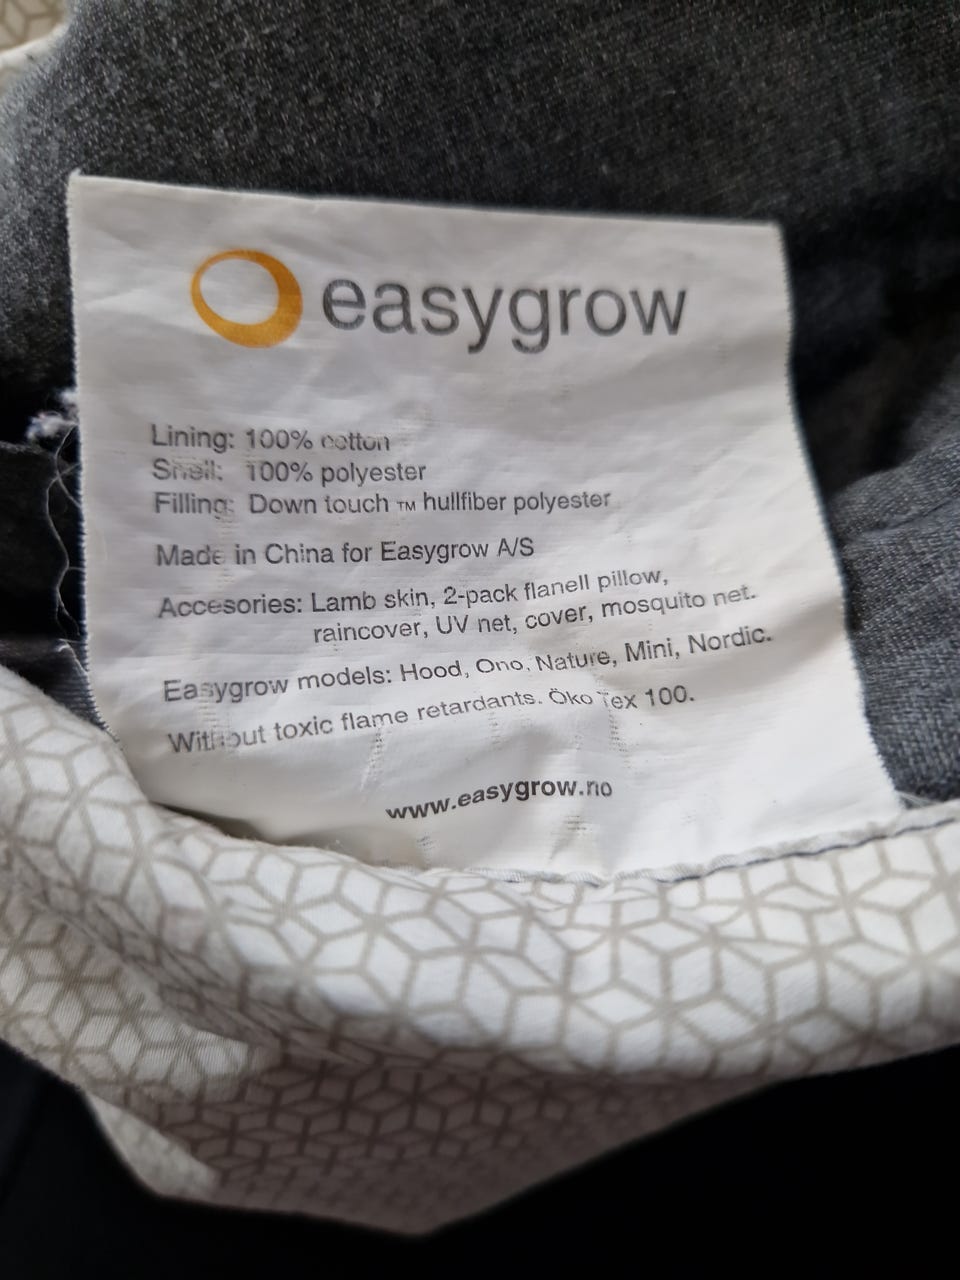 easygrow
Lining: 100% cotton
Shell: 100% polyester
Filling: Down touch ™ hullfiber polyester
Made in China for Easygrow A/S
Accesories: Lamb skin, 2-pack flanell pillow,
raincover, UV net, cover, mosquito net.
Easygrow models: Hood, Ono, Nature, Mini, Nordic.
Without toxic flame retardants. Öko Tex 100.
www.easygrow.no